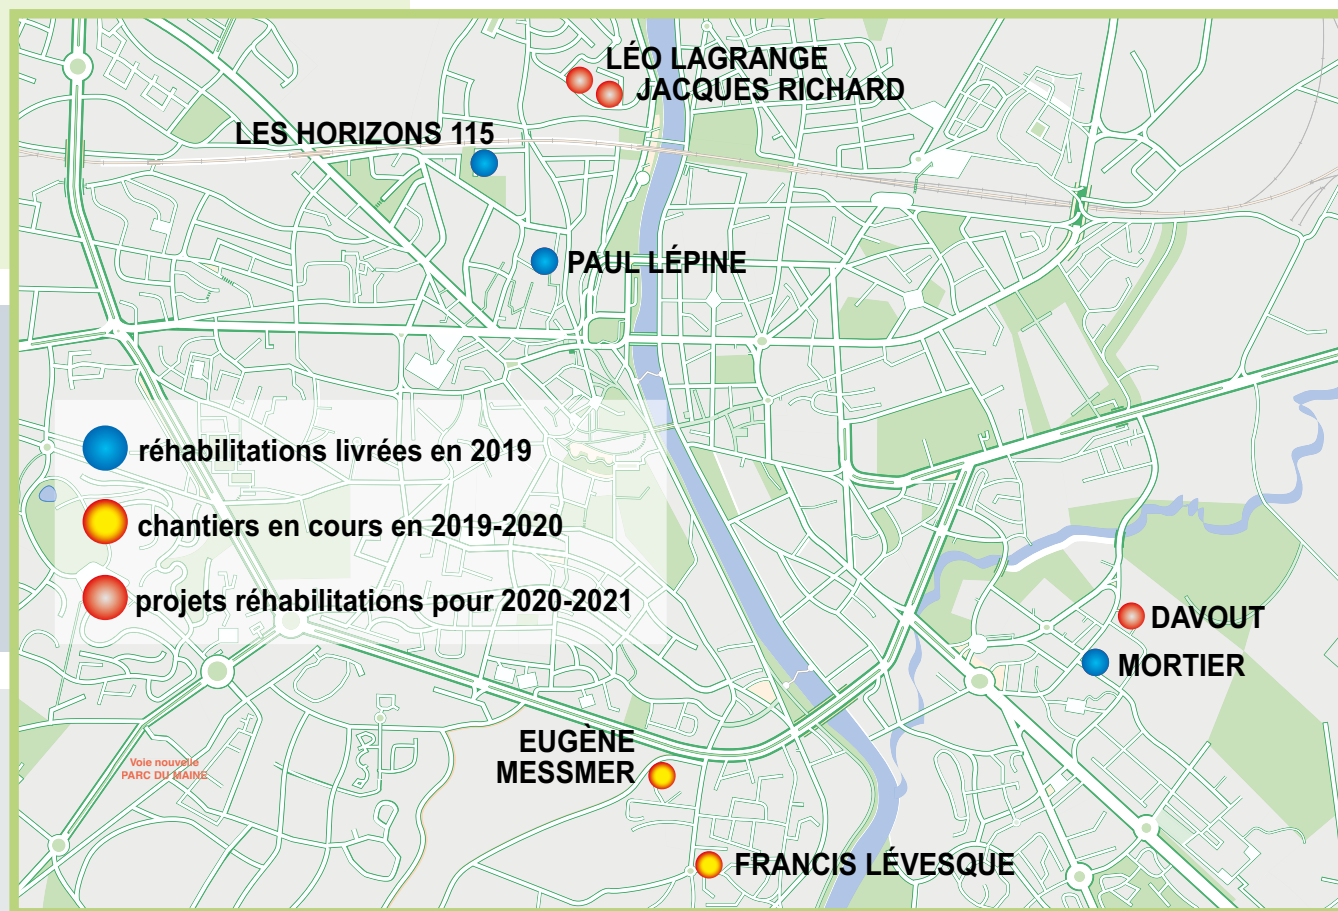 LÉO LAGRANGE
JACQUES RICHARD
LES HORIZONS 115
PAUL LÉPINE
réhabilitations livrées en 2019
chantiers en cours en 2019-2020
projets réhabilitations pour 2020-2021
DAVOUT
MORTIER
EUGÈNE
MESSMER
Voie nouvelle
PARC DU MAINE
FRANCIS LÉVESQUE